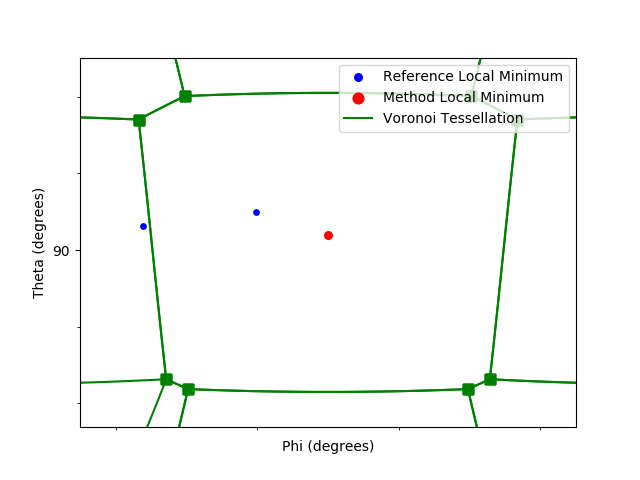 Reference Local Minimum
Method Local Minimum
Voronoi Tessellation
Theta (degrees)
90
Phi (degrees)